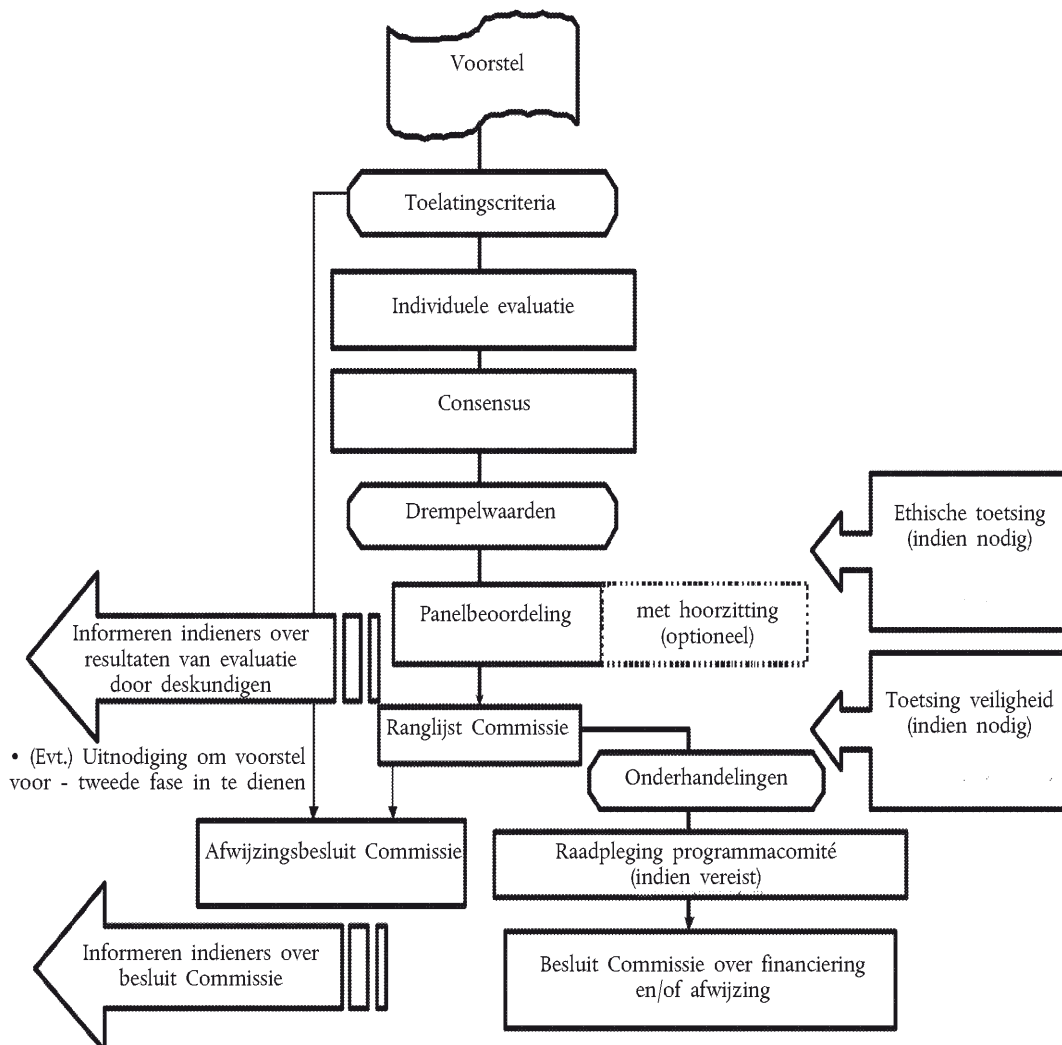 Voorstel
Toelatingscriteria
Individuele evaluatie
Consensus
Drempelwaarden
Ethische toetsing
(indien nodig)
Panelbeoordeling
met hoorzitting
(optioneel)
Informeren indieners over
resultaten van evaluatie
door deskundigen
Toetsing veiligheid
(indien nodig)
Ranglijst Commissie
• (Evt.) Uitnodiging om voorstel
voor - tweede fase in te dienen
Onderhandelingen
Afwijzingsbesluit Commissie
Raadpleging programmacomité
(indien vereist)
Informeren indieners over
besluit Commissie
Besluit Commissie over financiering
en/of afwijzing